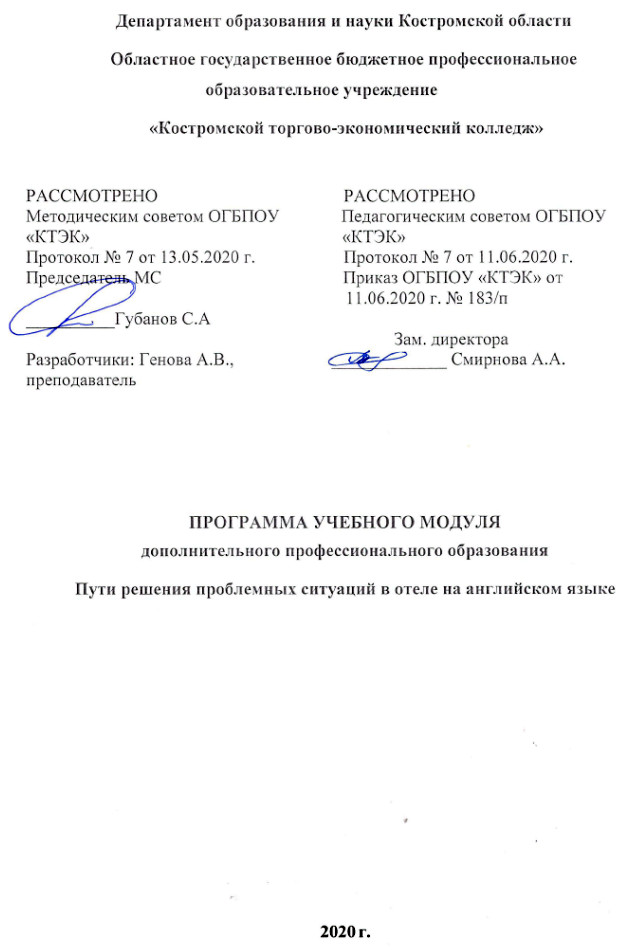 Департамент образования и науки Костромской области
Областное государственное бюджетное профессиональное
образовательное учреждение
«Костромской торгово-экономический колледж»
РАССМОТРЕНО
Методическим советом ОГБПОУ
«КТЭК»
Протокол № 7 от 13.05.2020 г.
Председатель МС
____________Губанов С.А
Разработчики: Генова А.В.,
преподаватель
РАССМОТРЕНО
Педагогическим советом ОГБПОУ
«КТЭК»
Протокол № 7 от 11.06.2020 г.
Приказ ОГБПОУ «КТЭК» от
11.06.2020 г. № 183/п
Зам. директора
_____________ Смирнова А.А.
ПРОГРАММА УЧЕБНОГО МОДУЛЯ
дополнительного профессионального образования
Пути решения проблемных ситуаций в отеле на английском языке
2020 г.